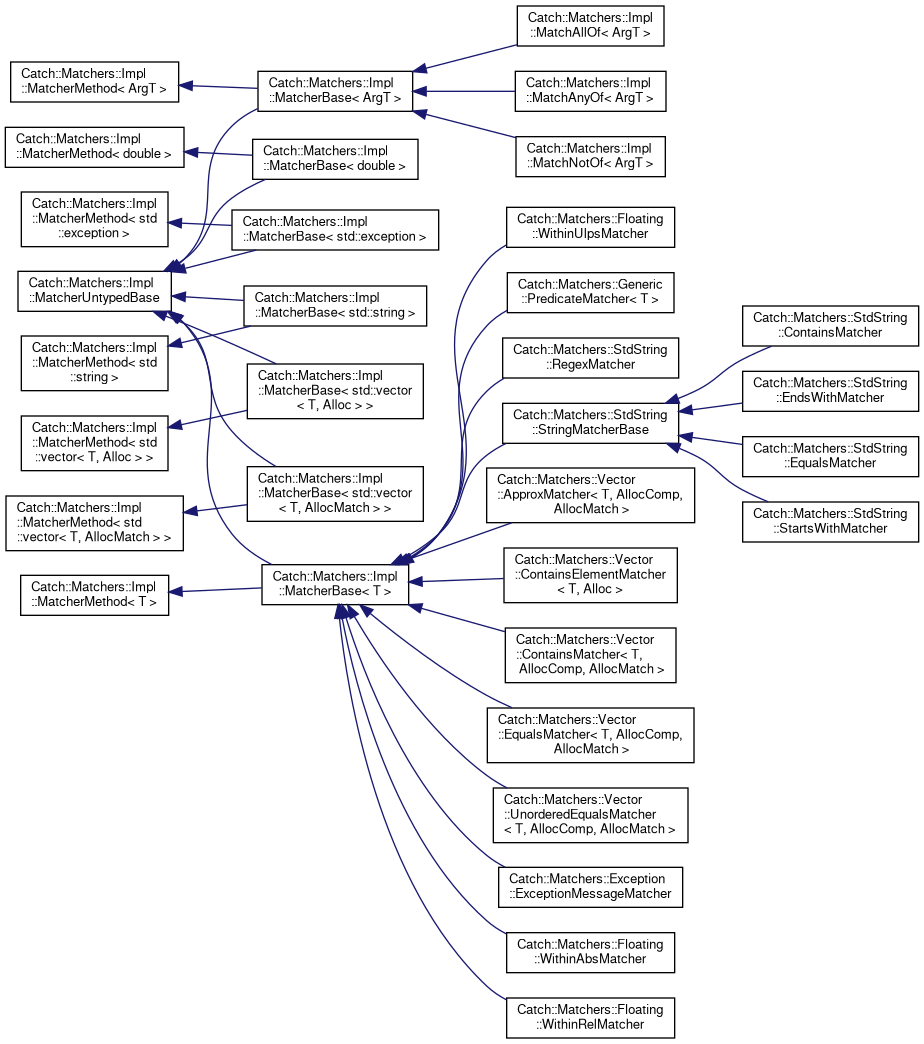 Catch::Matchers::Impl
::MatcherMethod< ArgT >
Catch::Matchers::Impl
::MatcherMethod< double >
Catch::Matchers::Impl
::MatcherMethod< std
::exception >
Catch::Matchers::Impl
::MatcherUntypedBase
Catch::Matchers::Impl
::MatcherMethod< std
::string >
Catch::Matchers::Impl
::MatcherMethod< std
::vector< T, Alloc > >
Catch::Matchers::Impl
::MatcherMethod< std
::vector< T, AllocMatch > >
Catch::Matchers::Impl
::MatcherMethod< T >
Catch::Matchers::Impl
::MatcherBase< ArgT >
Catch::Matchers::Impl
::MatcherBase< double >
Catch::Matchers::Impl
::MatcherBase< std::exception >
Catch::Matchers::Impl
::MatcherBase< std::string >
Catch::Matchers::Impl
::MatcherBase< std::vector
< T, Alloc > >
Catch::Matchers::Impl
::MatcherBase< std::vector
< T, AllocMatch > >
Catch::Matchers::Impl
::MatcherBase< T >
Catch::Matchers::Impl
::MatchAllOf< ArgT >
Catch::Matchers::Impl
::MatchAnyOf< ArgT >
Catch::Matchers::Impl
::MatchNotOf< ArgT >
Catch::Matchers::Floating
::WithinUlpsMatcher
Catch::Matchers::Generic
::PredicateMatcher< T >
Catch::Matchers::StdString
::RegexMatcher
Catch::Matchers::StdString
::StringMatcherBase
Catch::Matchers::Vector
::ApproxMatcher< T, AllocComp,
AllocMatch >
Catch::Matchers::Vector
::ContainsElementMatcher
< T, Alloc >
Catch::Matchers::Vector
::ContainsMatcher< T,
AllocComp, AllocMatch >
Catch::Matchers::Vector
::EqualsMatcher< T, AllocComp,
AllocMatch >
Catch::Matchers::Vector
::UnorderedEqualsMatcher
< T, AllocComp, AllocMatch >
Catch::Matchers::Exception
::ExceptionMessageMatcher
Catch::Matchers::Floating
::WithinAbsMatcher
Catch::Matchers::Floating
::WithinRelMatcher
Catch::Matchers::StdString
::ContainsMatcher
Catch::Matchers::StdString
::EndsWithMatcher
Catch::Matchers::StdString
::EqualsMatcher
Catch::Matchers::StdString
::StartsWithMatcher